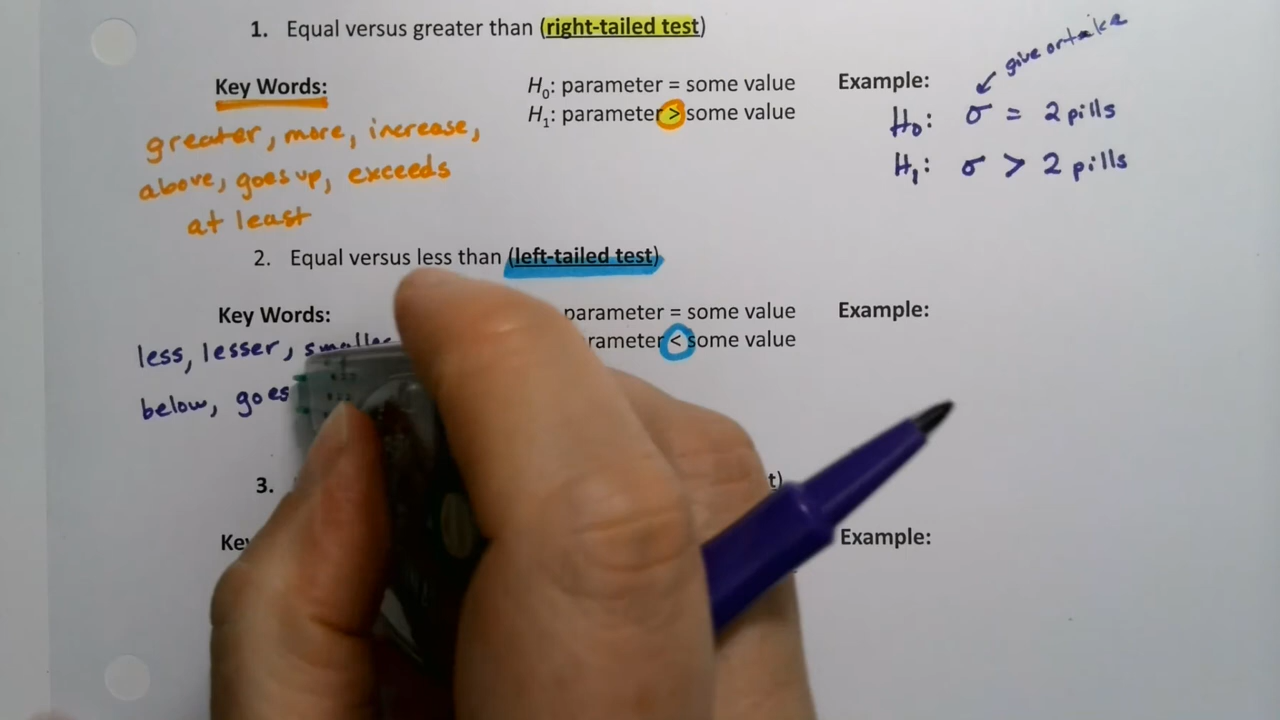 1. Equal versus greater than (right-tailed test)
Key Words:
greater, more, increase,
above, goes up, exceeds
at least
H0: parameter = some value
H1: parameter > some value
Example:
give or take
H0: σ = 2 pills
H1: σ > 2 pills
2. Equal versus less than (left-tailed test)
Key Words:
less, lesser, smaller
below, goes
parameter = some value
< some value
Example:
3.
Example: